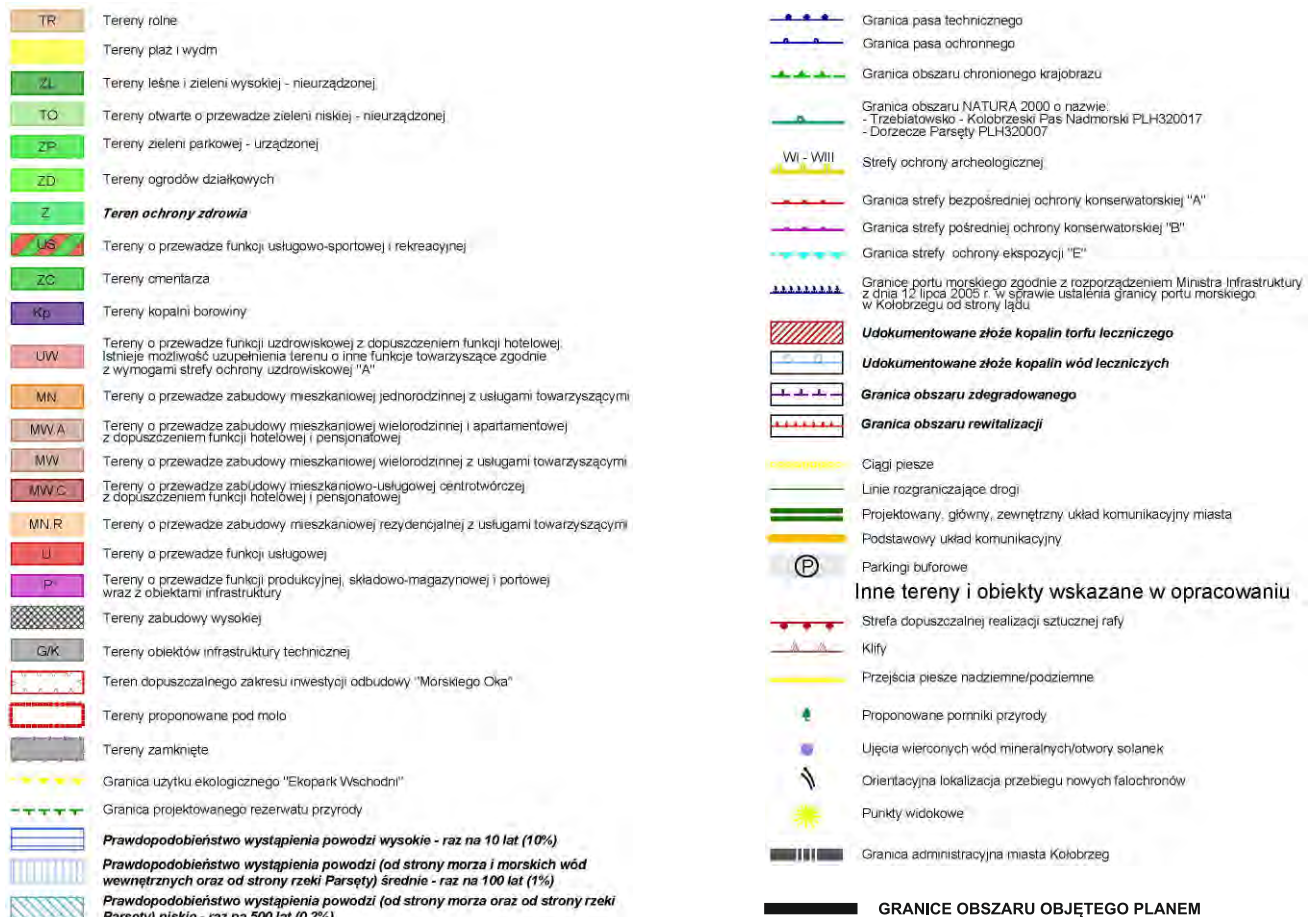 TR Tereny rolne
Tereny plaż i wydm
ZL Tereny leśne i zieleni wysokiej - nieurządzonej
TO Tereny otwarte o przewadze zieleni niskiej - nieurządzonej
ZP Tereny zieleni parkowej - urządzonej
ZD Tereny ogrodów działkowych
Z Teren ochrony zdrowia
US Tereny o przewadze funkcji usługowo-sportowej i rekreacyjnej
ZC Tereny cmentarza
Kp Tereny kopalni borowiny
UW Tereny o przewadze funkcji uzdrowiskowej z dopuszczeniem funkcji hotelowej.
Istnieje możliwość uzupełnienia terenu o inne funkcje towarzyszące zgodnie
z wymogami strefy ochrony uzdrowiskowej "A"
MN Tereny o przewadze zabudowy mieszkaniowej jednorodzinnej z usługami towarzyszącymi
MW.A Tereny o przewadze zabudowy mieszkaniowej wielorodzinnej i apartamentowej
z dopuszczeniem funkcji hotelowej i pensjonatowej
MW Tereny o przewadze zabudowy mieszkaniowej wielorodzinnej z usługami towarzyszącymi
MW.C Tereny o przewadze zabudowy mieszkaniowo-usługowej centrotwórczej
z dopuszczeniem funkcji hotelowej i pensjonatowej
MN.R Tereny o przewadze zabudowy mieszkaniowej rezydencjalnej z usługami towarzyszącymi
U Tereny o przewadze funkcji usługowej
P Tereny o przewadze funkcji produkcyjnej, składowo-magazynowej i portowej
wraz z obiektami infrastruktury
Tereny zabudowy wysokiej
G/K Tereny obiektów infrastruktury technicznej
Teren dopuszczalnego zakresu inwestycji odbudowy "Morskiego Oka"
Tereny proponowane pod molo
Tereny zamknięte
Granica użytku ekologicznego "Ekopark Wschodni"
Granica projektowanego rezerwatu przyrody
Prawdopodobieństwo wystąpienia powodzi wysokie - raz na 10 lat (10%)
Prawdopodobieństwo wystąpienia powodzi (od strony morza i morskich wód
wewnętrznych oraz od strony rzeki Parsęty) średnie - raz na 100 lat (1%)
Prawdopodobieństwo wystąpienia powodzi (od strony morza oraz od strony rzeki
Parsęty) niskie - raz na 500 lat (0,2%)
Granica pasa technicznego
Granica pasa ochronnego
Granica obszaru chronionego krajobrazu
Granica obszaru NATURA 2000 o nazwie:
- Trzebiatowsko - Kołobrzeski Pas Nadmorski PLH320017
- Dorzecze Parsęty PLH320007
WI - WIII Strefy ochrony archeologicznej
Granica strefy bezpośredniej ochrony konserwatorskiej "A"
Granica strefy pośredniej ochrony konserwatorskiej "B"
Granica strefy ochrony ekspozycji "E"
Granice portu morskiego zgodnie z rozporządzeniem Ministra Infrastruktury
z dnia 12 lipca 2005 r. w sprawie ustalenia granicy portu morskiego
w Kołobrzegu od strony lądu
Udokumentowane złoże kopalin torfu leczniczego
Udokumentowane złoże kopalin wód leczniczych
Granica obszaru zdegradowanego
Granica obszaru rewitalizacji
Ciągi piesze
Linie rozgraniczające drogi
Projektowany, główny, zewnętrzny układ komunikacyjny miasta
Podstawowy układ komunikacyjny
P Parkingi buforowe
Inne tereny i obiekty wskazane w opracowaniu
Strefa dopuszczalnej realizacji sztucznej rafy
Klify
Przejścia piesze nadziemne/podziemne
Proponowane pomniki przyrody
Ujęcia wierconych wód mineralnych/otwory solanek
Orientacyjna lokalizacja przebiegu nowych falochronów
Punkty widokowe
Granica administracyjna miasta Kołobrzeg
GRANICE OBSZARU OBJĘTEGO PLANEM